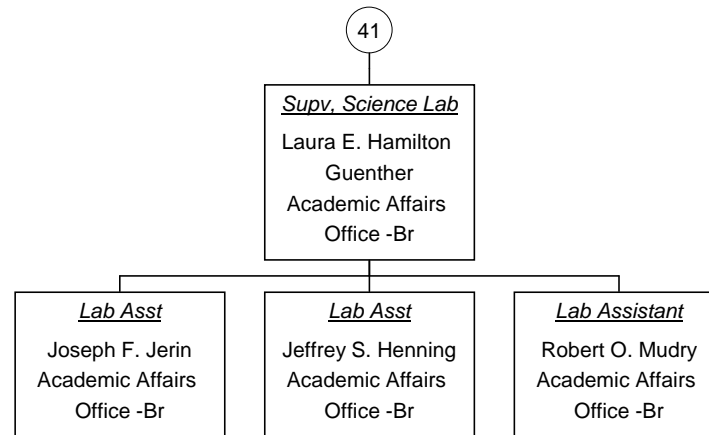 41
Supv, Science Lab
Laura E. Hamilton
Guenther
Academic Affairs
Office -Br
Lab Asst
Joseph F. Jerin
Academic Affairs
Office -Br
Lab Asst
Jeffrey S. Henning
Academic Affairs
Office -Br
Lab Assistant
Robert O. Mudry
Academic Affairs
Office -Br